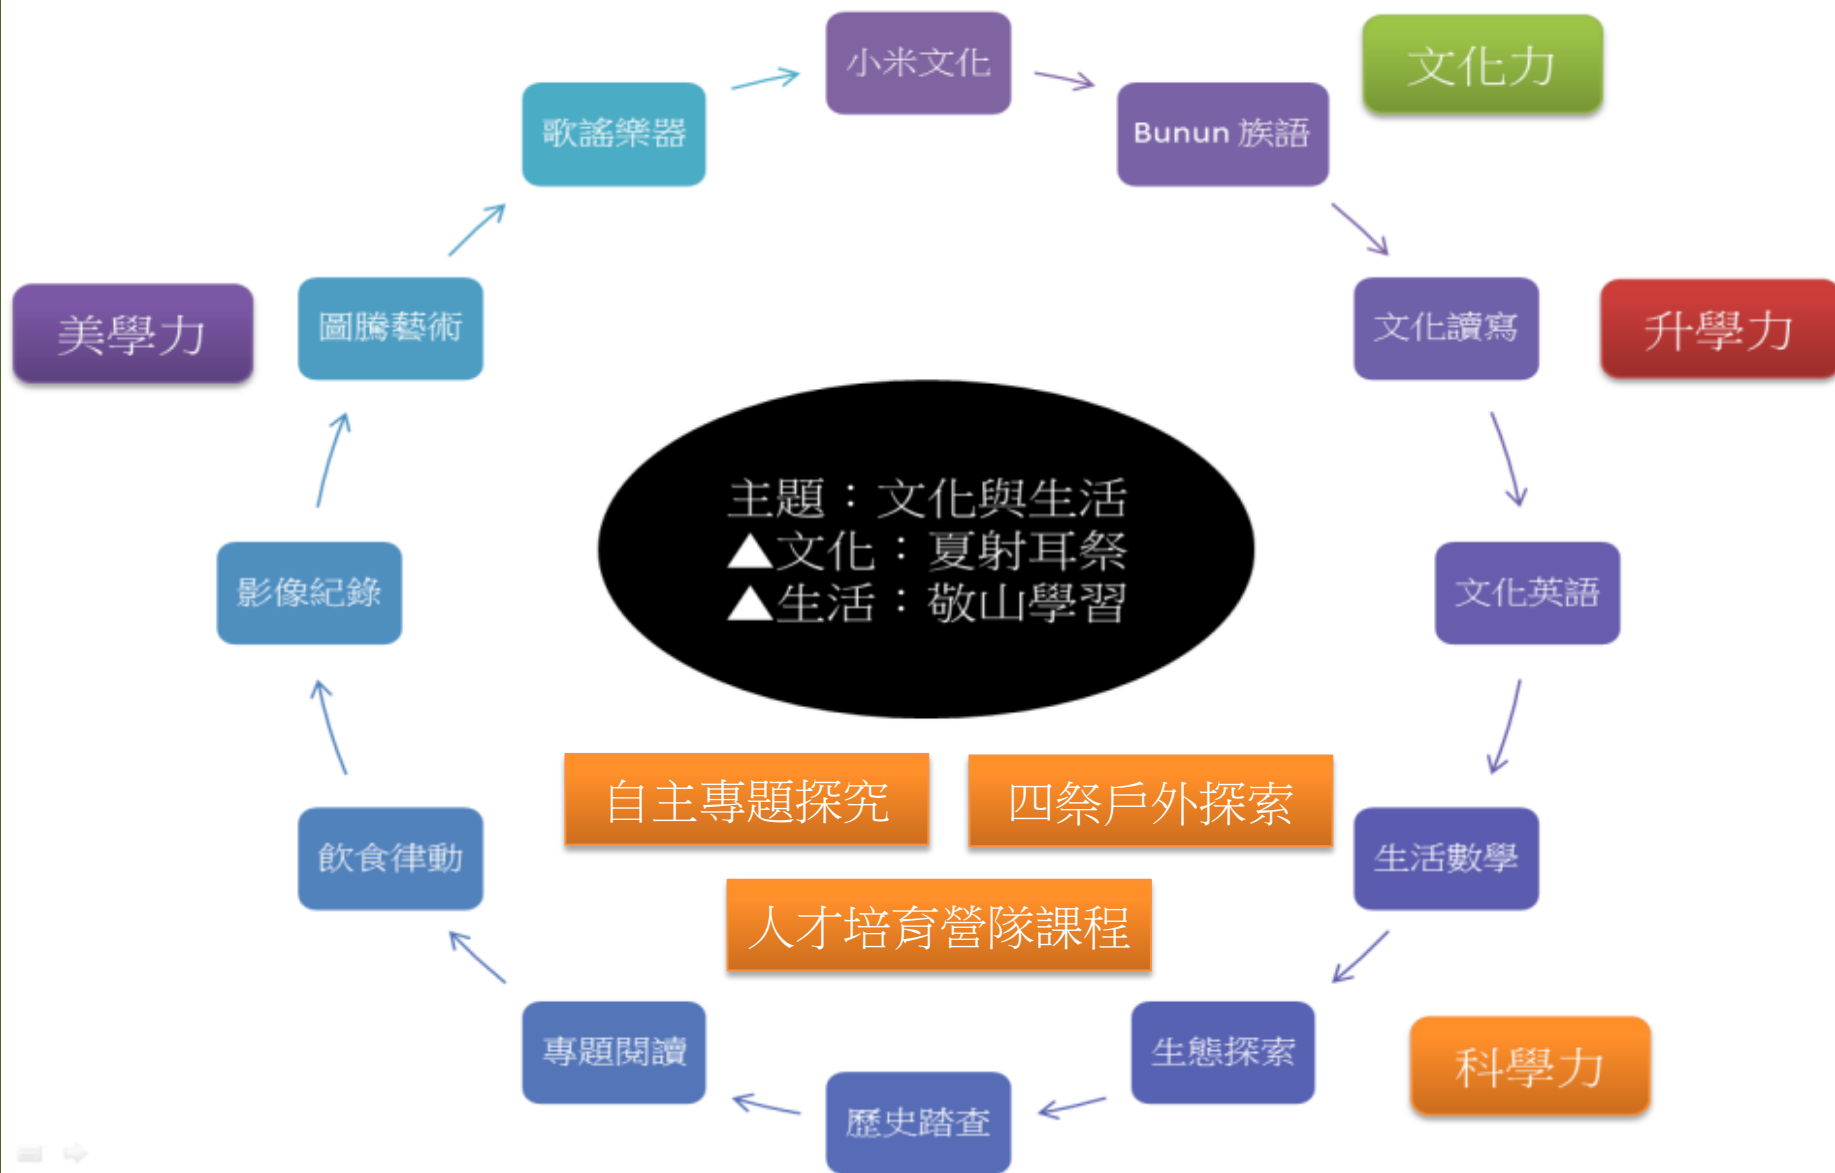 小米文化
文化力
Bunun 族語
歌謠樂器
文化讀寫
升學力
圖騰藝術
美學力
主題：文化與生活
▲文化：夏射耳祭
▲生活：敬山學習
文化英語
影像紀錄
自主專題探究
四祭戶外探索
生活數學
飲食律動
人才培育營隊課程
生態探索
科學力
專題閱讀
歷史踏查